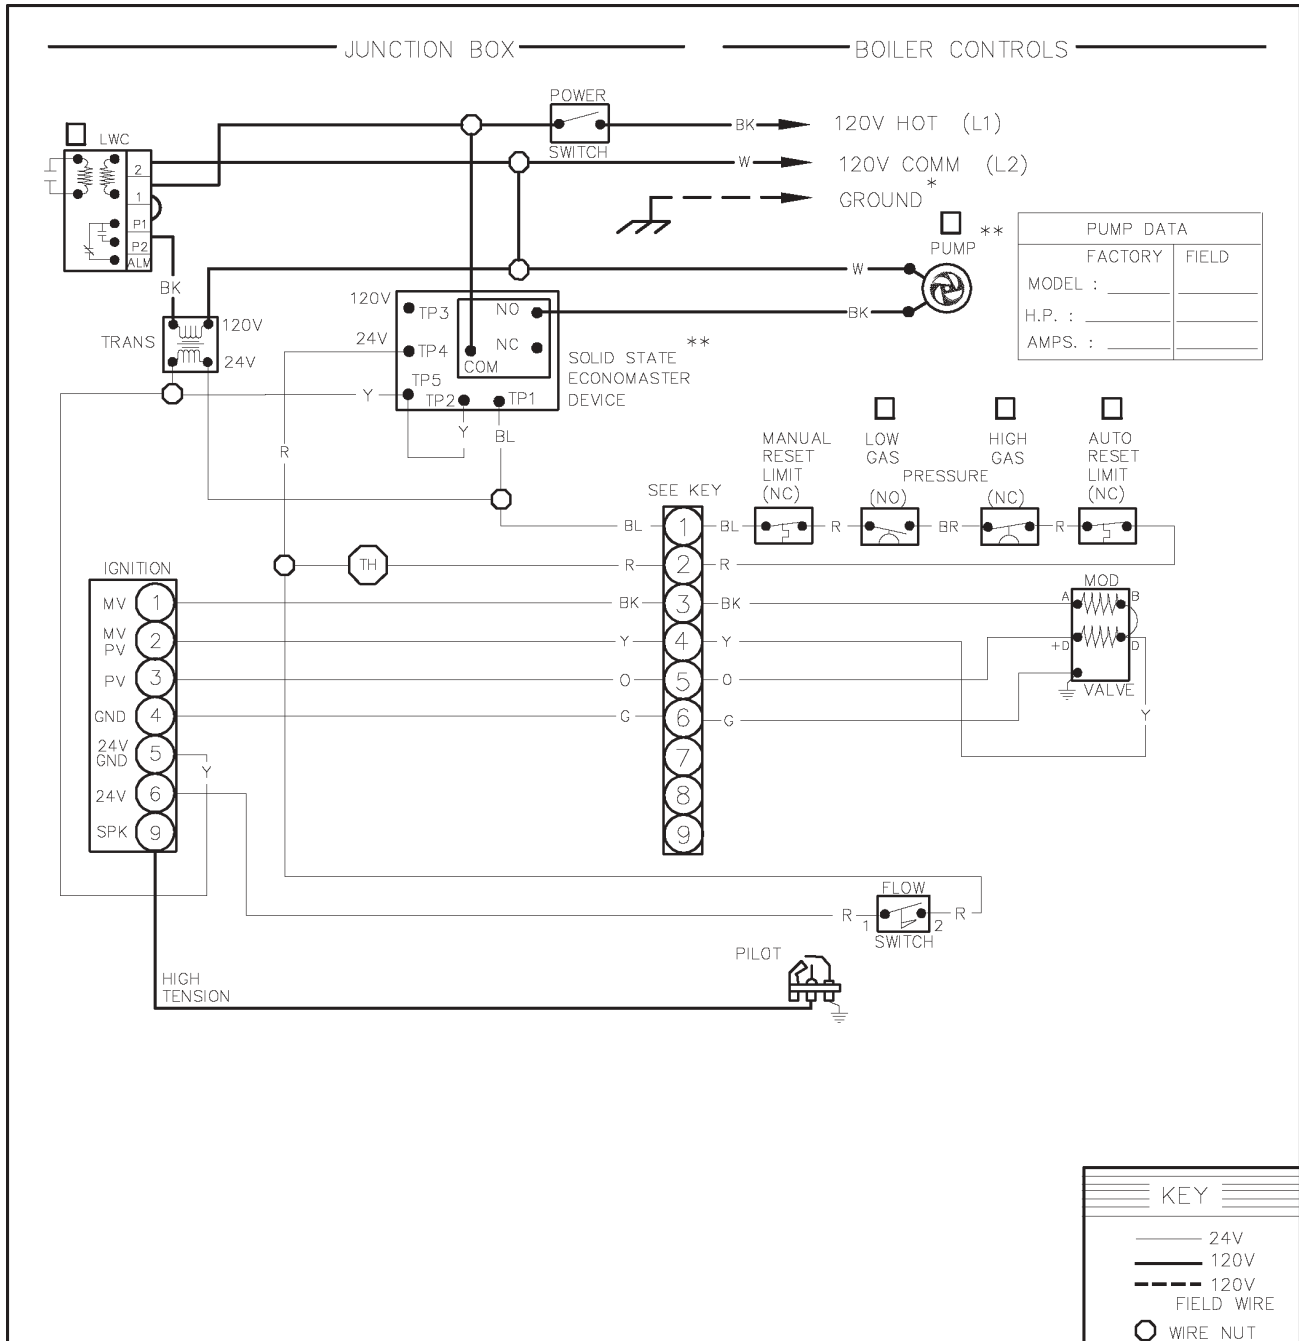 JUNCTION BOX
BOILER CONTROLS
POWER
SWITCH
BK
120V HOT (L1)
W
120V COMM (L2)
GROUND *
LWC
2
1
P1
P2
ALM
BK
PUMP **
W
BK
PUMP DATA
FACTORY FIELD
MODEL :
H.P. :
AMPS. :
TRANS
120V
24V
120V
TP3
24V
TP4
TP5
TP2
TP1
NO
NC
COM
SOLID STATE **
ECONOMASTER
DEVICE
Y
Y
BL
R
MANUAL
RESET
LIMIT
(NC)
LOW
GAS
HIGH
GAS
PRESSURE
(NO)
(NC)
AUTO
RESET
LIMIT
(NC)
SEE KEY
BL 1 BL R BR R
TH R 2 R
IGNITION
MV 1 BK 3 BK
MV
PV
2 Y 4 Y
PV 3 O 5 O
GND 4 G 6 G
24V
GND
5 Y 7
24V 6 8
SPK 9 9
MOD
A B
+D D
VALVE
Y
FLOW
R 1 2 R
SWITCH
PILOT
HIGH
TENSION
KEY
24V
120V
120V
FIELD WIRE
WIRE NUT